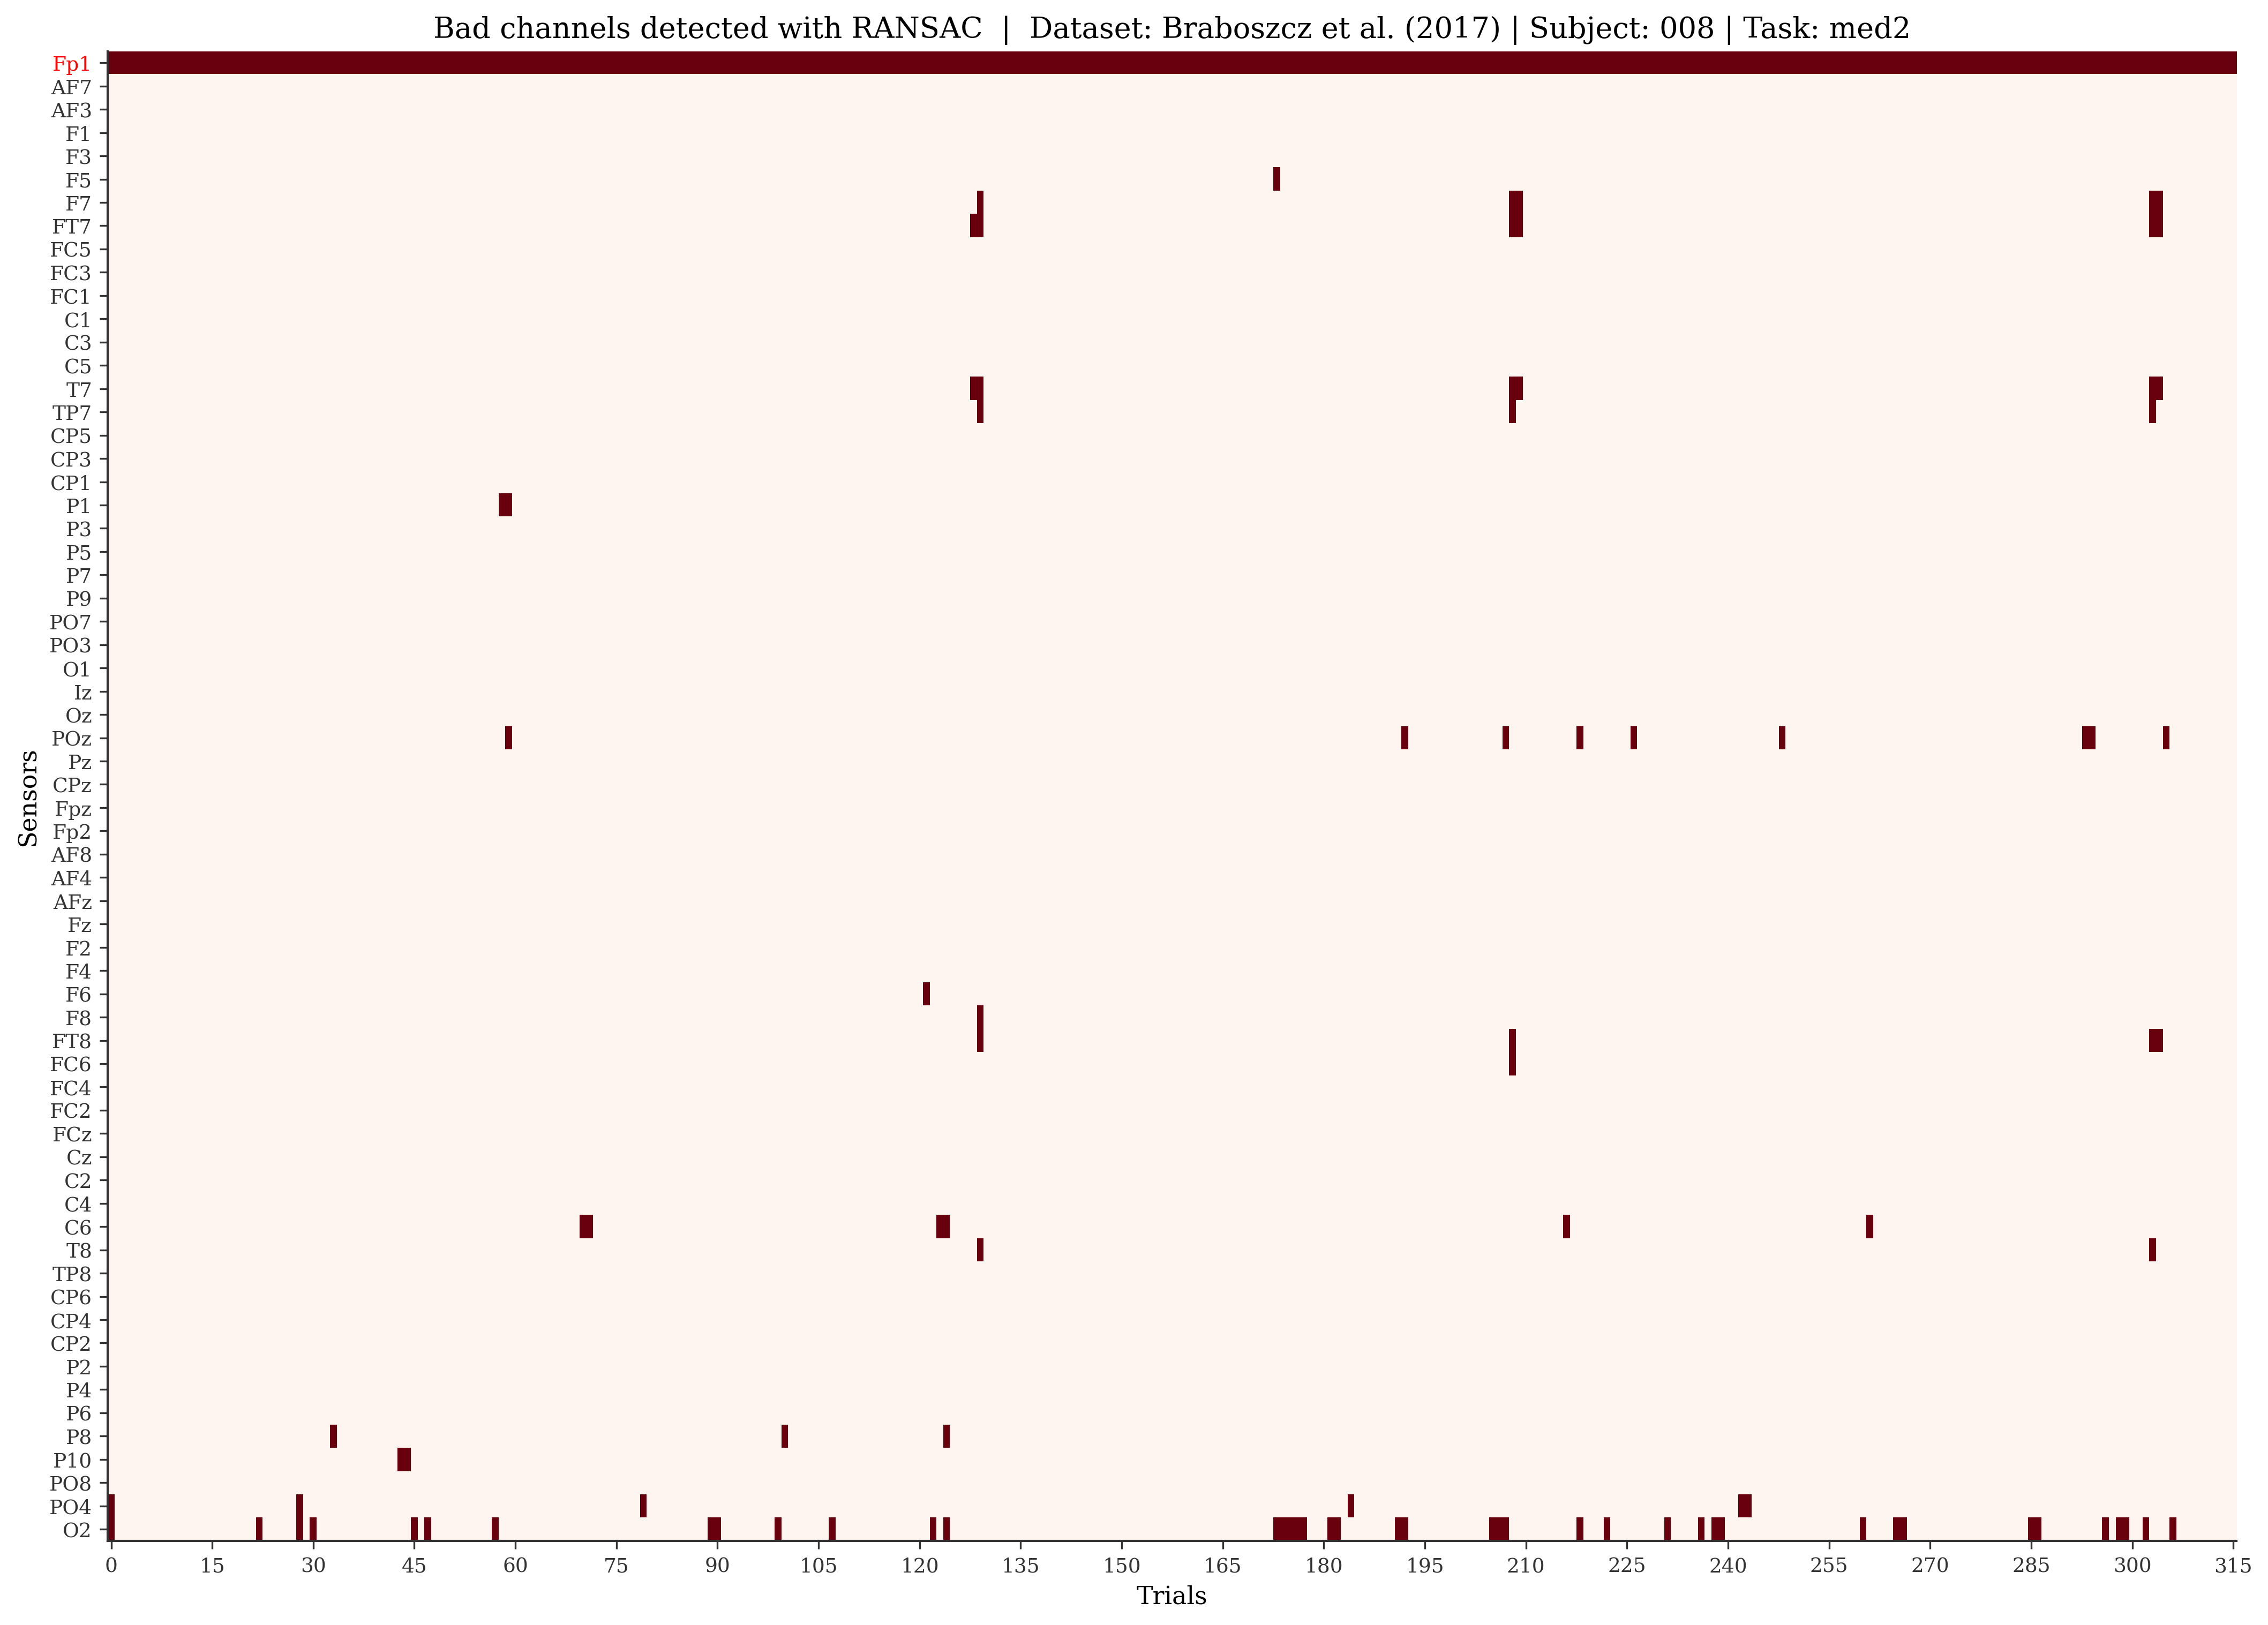 Bad channels detected with RANSAC | Dataset: Braboszcz et al. (2017) | Subject: 008 | Task: med2
Sensors
Fp1
AF7
AF3
F1
F3
F5
F7
FT7
FC5
FC3
FC1
C1
C3
C5
T7
TP7
CP5
CP3
CP1
P1
P3
P5
P7
P9
PO7
PO3
O1
Iz
Oz
POz
Pz
CPz
Fpz
Fp2
AF8
AF4
AFz
Fz
F2
F4
F6
F8
FT8
FC6
FC4
FC2
FCz
Cz
C2
C4
C6
T8
TP8
CP6
CP4
CP2
P2
P4
P6
P8
P10
PO8
PO4
O2
0 15 30 45 60 75 90 105 120 135 150 165 180 195 210 225 240 255 270 285 300 315
Trials